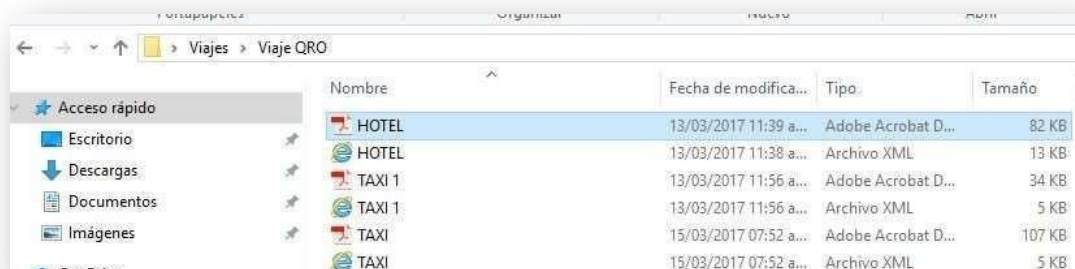 Portapapeles Organizar Nuevo Abrir
Viajes > Viaje QRO
Nombre Fecha de modifica... Tipo Tamaño
Acceso rápido
HOTEL 13/03/2017 11:39 a... Adobe Acrobat D... 82 KB
Escritorio
HOTEL 13/03/2017 11:38 a... Archivo XML 13 KB
Descargas
TAXI 1 13/03/2017 11:56 a... Adobe Acrobat D... 34 KB
Documentos
TAXI 1 13/03/2017 11:56 a... Archivo XML 5 KB
Imágenes
TAXI 15/03/2017 07:52 a... Adobe Acrobat D... 107 KB
TAXI 15/03/2017 07:52 a... Archivo XML 5 KB